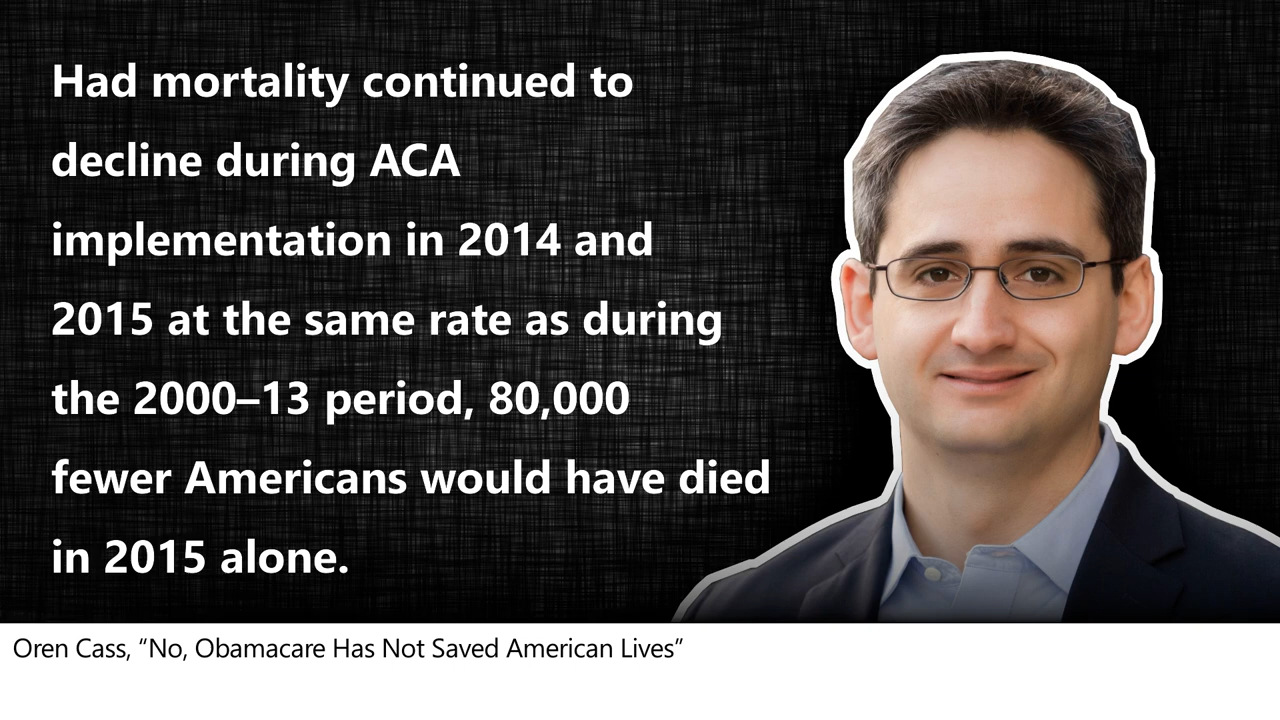 Had mortality continued to
decline during ACA
implementation in 2014 and
2015 at the same rate as during
the 2000–13 period, 80,000
fewer Americans would have died
in 2015 alone.
Oren Cass, “No, Obamacare Has Not Saved American Lives”